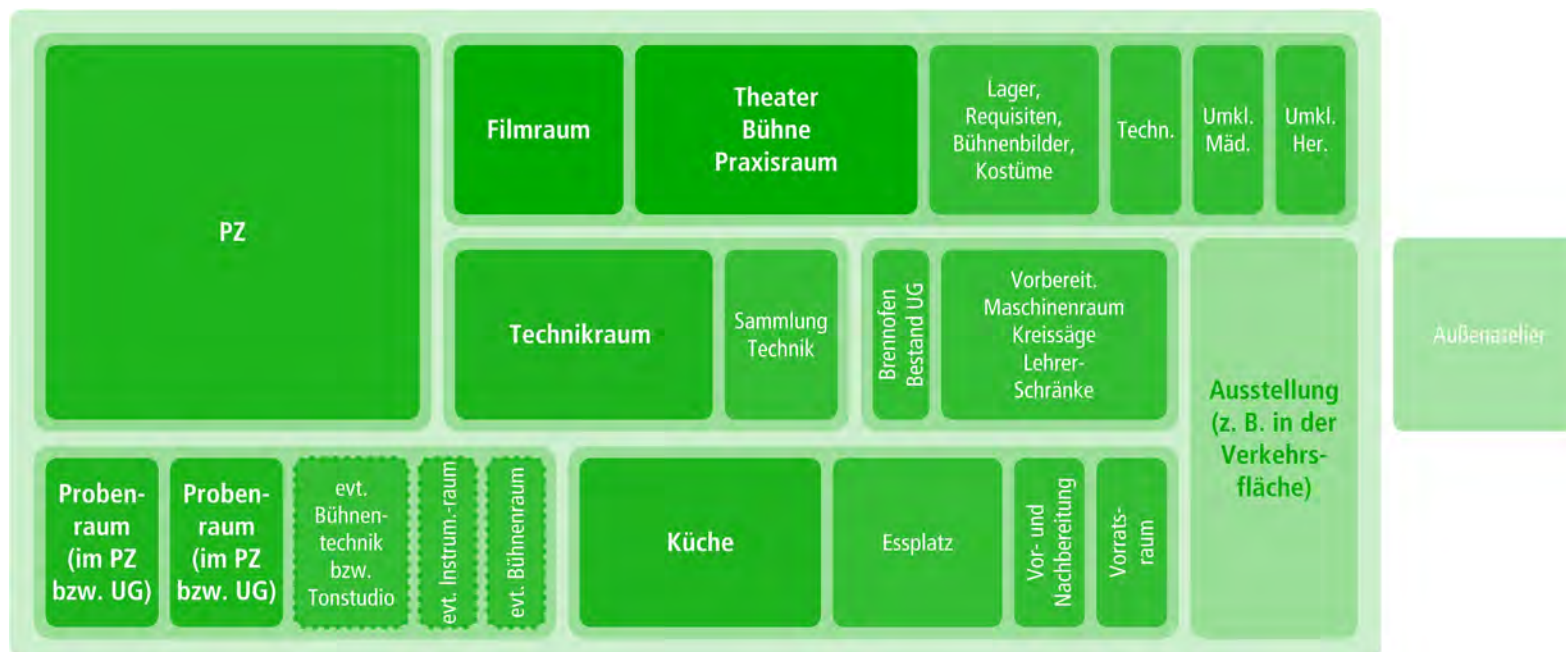 PZ
Filmraum
Theater
Bühne
Praxisraum
Lager,
Requisiten,
Bühnenbilder,
Kostüme
Techn.
Umkl.
Mäd.
Umkl.
Her.
Technikraum
Sammlung
Technik
Brennofen
Bestand UG
Vorbereit.
Maschinenraum
Kreissäge
Lehrer-
Schränke
Ausstellung
(z. B. in der
Verkehrs-
fläche)
Außenatelier
Proben-
raum
(im PZ
bzw. UG)
Proben-
raum
(im PZ
bzw. UG)
evt.
Bühnen-
technik
bzw.
Tonstudio
evt. Instrum.-raum
evt. Bühnenraum
Küche
Essplatz
Vor- und
Nachbereitung
Vorrats-
raum